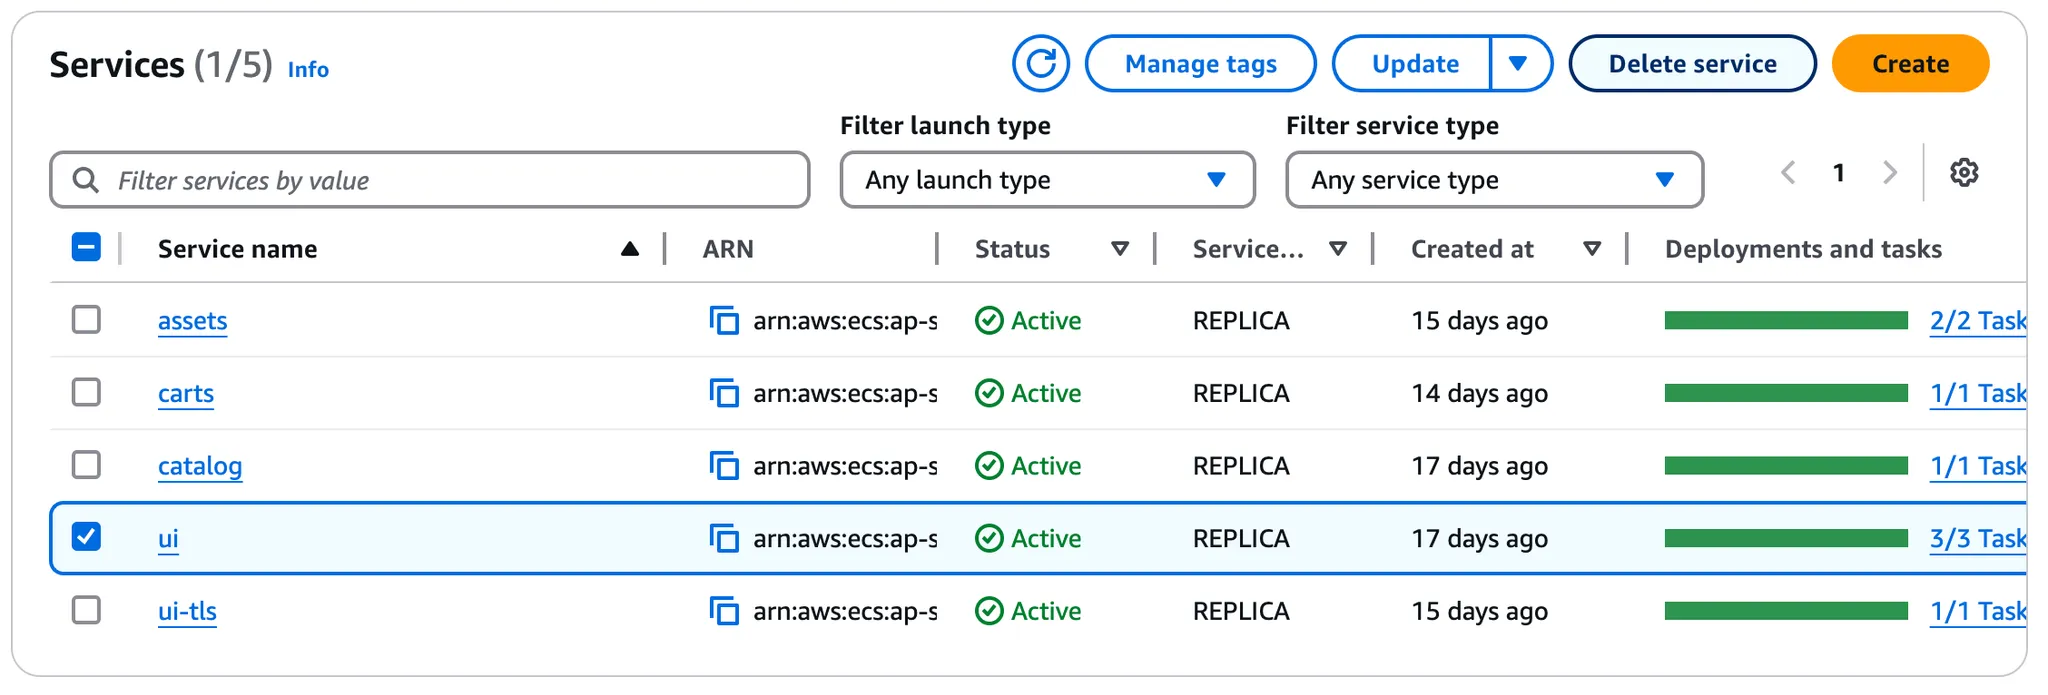 Services (1/5) Info Manage tags Update Delete service Create
Filter launch type Filter service type
Filter services by value Any launch type Any service type 1
Service name ARN Status Service... Created at Deployments and tasks
assets arn:aws:ecs:ap-s Active REPLICA 15 days ago 2/2 Task
carts arn:aws:ecs:ap-s Active REPLICA 14 days ago 1/1 Task
catalog arn:aws:ecs:ap-s Active REPLICA 17 days ago 1/1 Task
ui arn:aws:ecs:ap-s Active REPLICA 17 days ago 3/3 Task
ui-tls arn:aws:ecs:ap-s Active REPLICA 15 days ago 1/1 Task